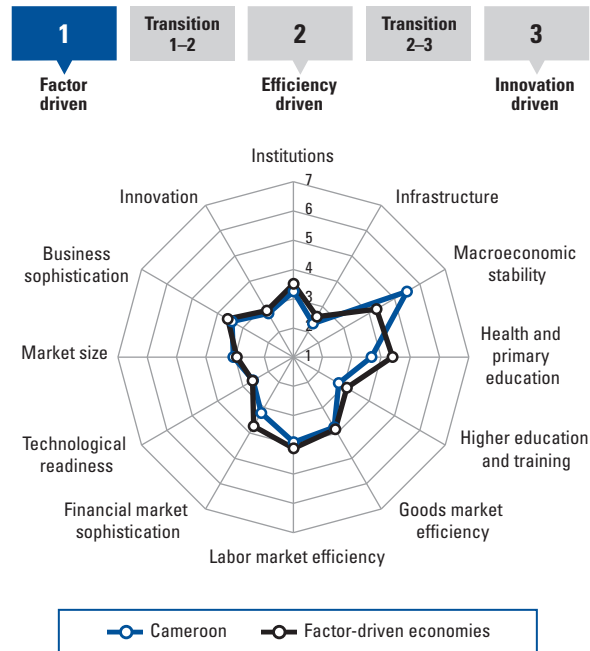 1
Transition
1–2
2
Transition
2–3
3
Factor
driven
Efficiency
driven
Innovation
driven
Institutions
7
Innovation
Infrastructure
6
5
Business
sophistication
Macroeconomic
stability
4
3
2
Market size
1
Health and
primary
education
Technological
readiness
Higher education
and training
Financial market
sophistication
Goods market
efficiency
Labor market efficiency
Cameroon
Factor-driven economies